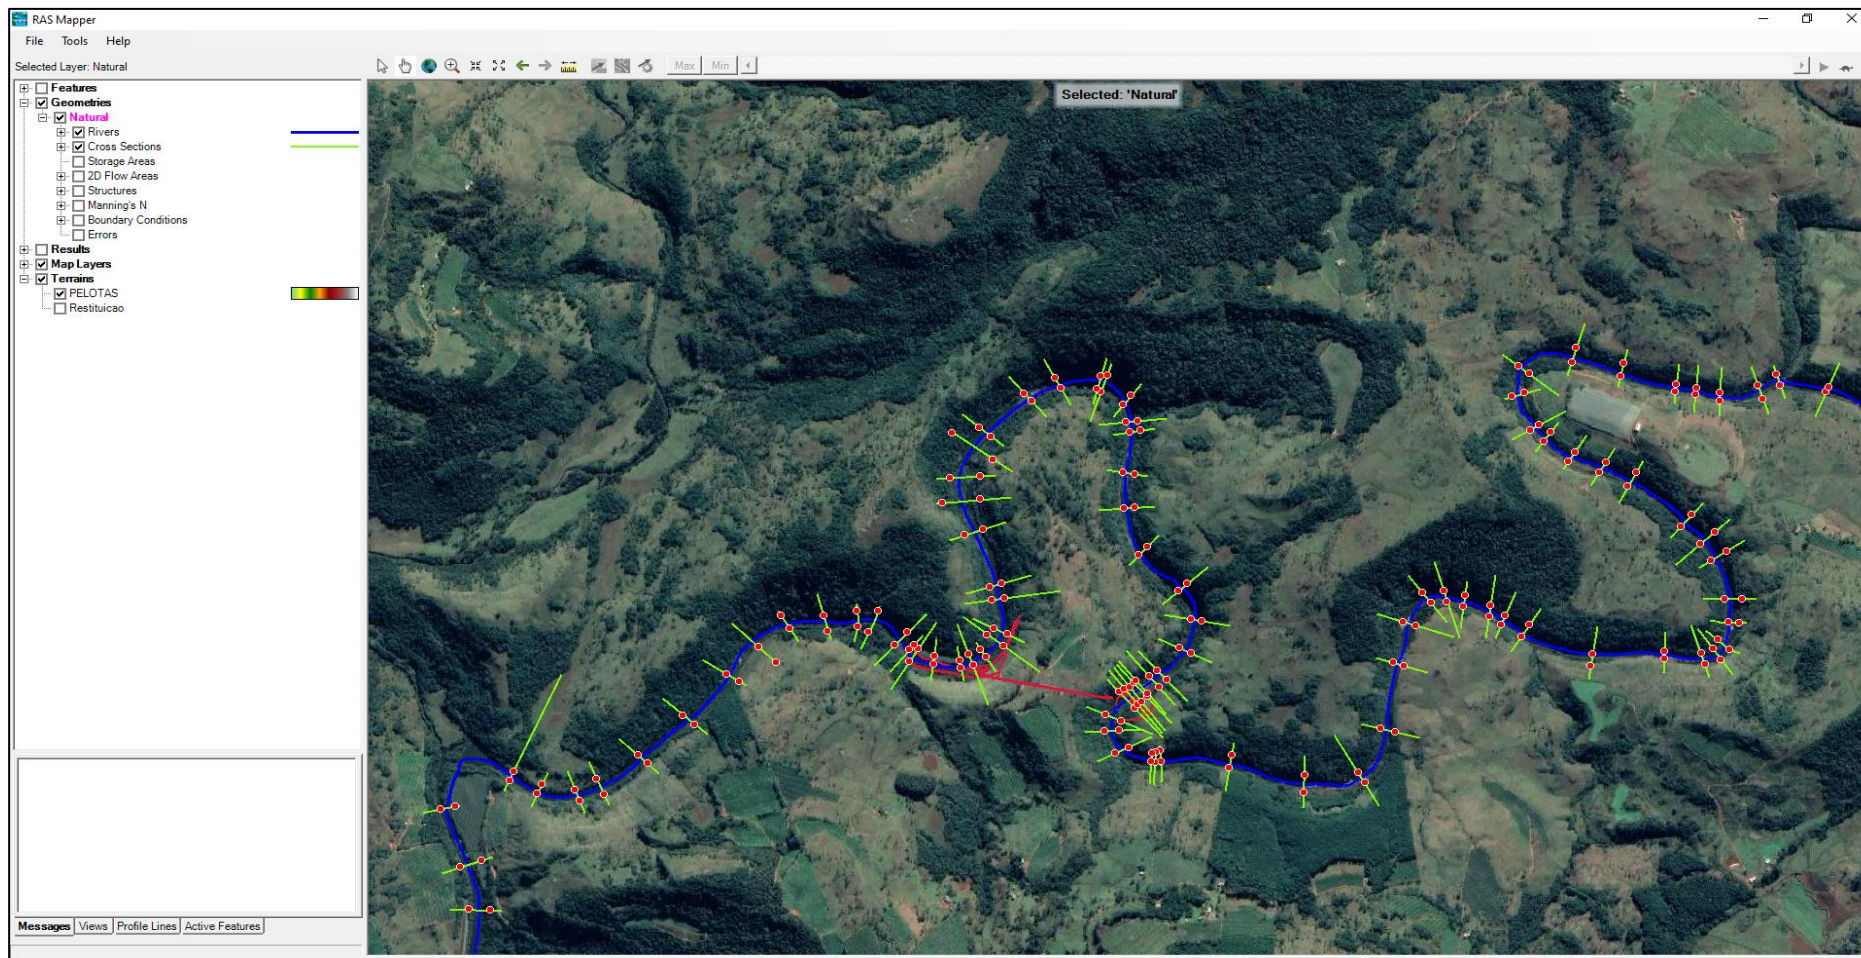 RAS Mapper
File Tools Help
Selected Layer: Natural
Max Min
Selected: 'Natural'
Features
Geometries
Natural
Rivers
Cross Sections
Storage Areas
2D Flow Areas
Structures
Manning's N
Boundary Conditions
Errors
Results
Map Layers
Terrains
PELOTAS
Restituicao
Messages Views Profile Lines Active Features